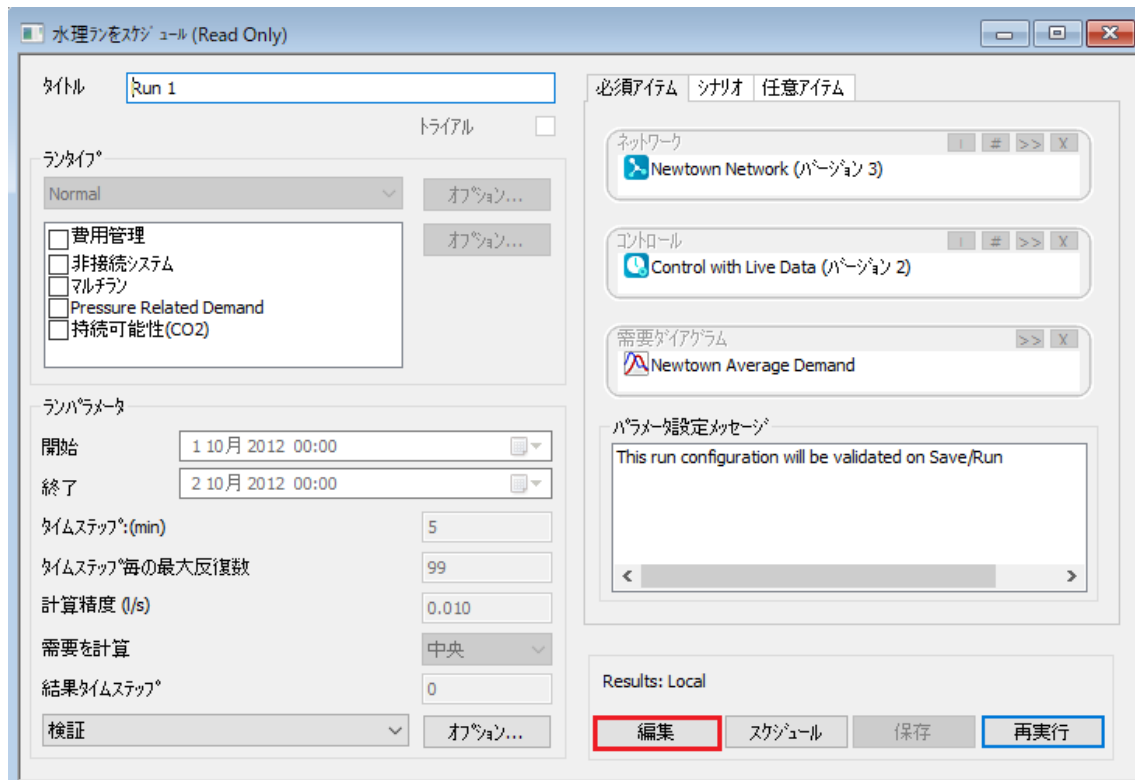 水理ランをスケジュール (Read Only)
タイトル
Run 1
トライアル
ランタイプ
Normal
オプション...
費用管理
非接続システム
マルチラン
Pressure Related Demand
持続可能性(CO2)
オプション...
ランパラメータ
開始
1 10月 2012 00:00
終了
2 10月 2012 00:00
タイムステップ:(min)
5
タイムステップ毎の最大反復数
99
計算精度 (l/s)
0.010
需要を計算
中央
結果タイムステップ
0
検証
オプション...
必須アイテム シナリオ 任意アイテム
ネットワーク
I # >> X
Newtown Network (バージョン 3)
コントロール
I # >> X
Control with Live Data (バージョン 2)
需要ダイアグラム
>> X
Newtown Average Demand
パラメータ設定メッセージ
This run configuration will be validated on Save/Run
Results: Local
編集 スケジュール 保存 再実行